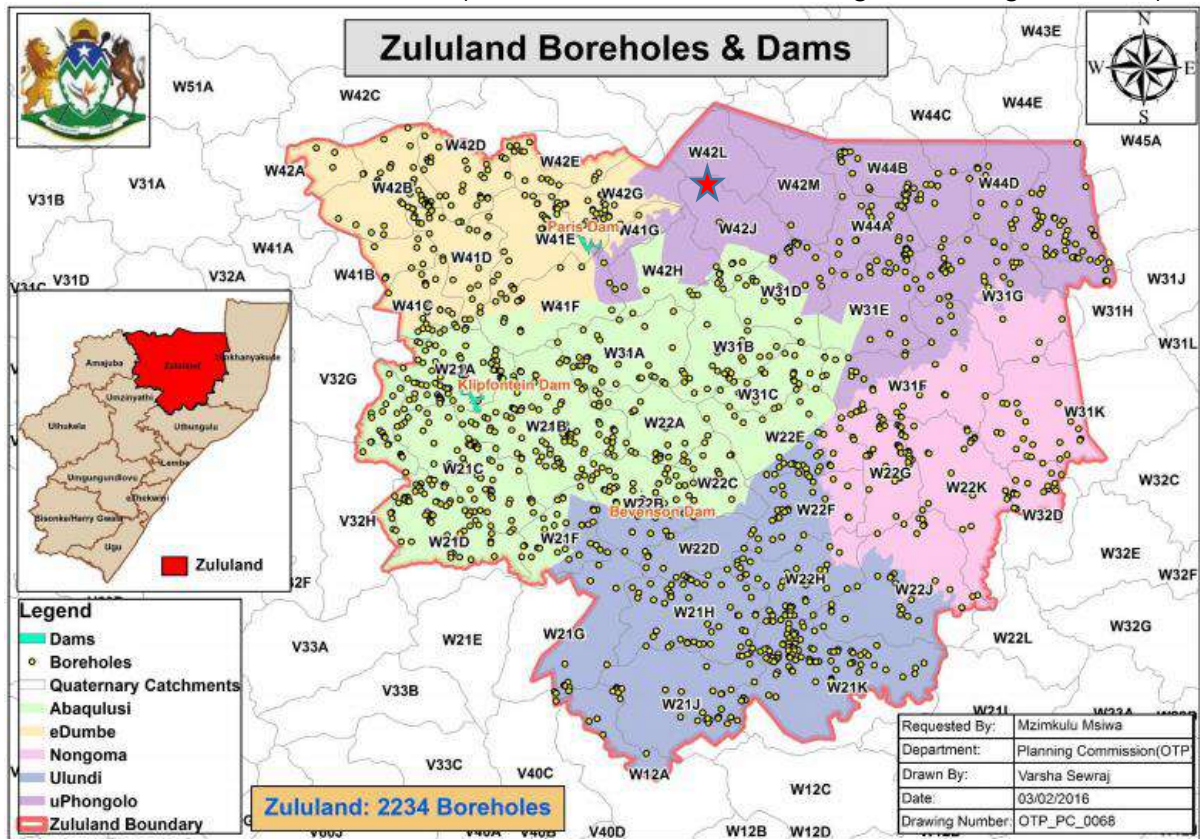 Zululand Boreholes & Dams
N
W
E
S
W43E
W51A
W42C
W44E
W44C
W45A
W42D
W42E
W42L
W42A
V31A
W44B
V31B
W42B
W42G
W42M
W44D
W41G
W42J
W44A
Paris Dam
W41E
W41A
W41D
W41B
W42H
V31D
V32A
W31J
V31C
W31D
W31G
W41C
W41F
W31E
W31H
W31L
W31A
W31B
V32G
W21A
Klipfontein Dam
W31F
W31C
W31K
W21B
W22A
W22E
W21C
W22G
W22K
W22C
W32C
W22B
Bevenson Dam
W22F
W32D
V32H
W21D
W21F
W22D
W32E
W22H
W22J
W32F
W21H
W32G
W21G
W21E
V33A
W22L
V33B
W21K
W21J
V33C
V40C
W12A
W12C
V40D
W12B
W12D
Amajuba
Zululand
Umzinyathi
Uthukela
Uthungulu
Umgungundlovu
eThekwini
Sisonke/Harry Gwala
Ugu
Zululand
Legend
Dams
Boreholes
Quaternary Catchments
Abaqulusi
eDumbe
Nongoma
Ulundi
uPhongolo
Zululand Boundary
Zululand: 2234 Boreholes
Requested By: Mzimkulu Msiwa
Department: Planning Commission(OTP
Drawn By: Varsha Sewraj
Date: 03/02/2016
Drawing Number: OTP_PC_0068